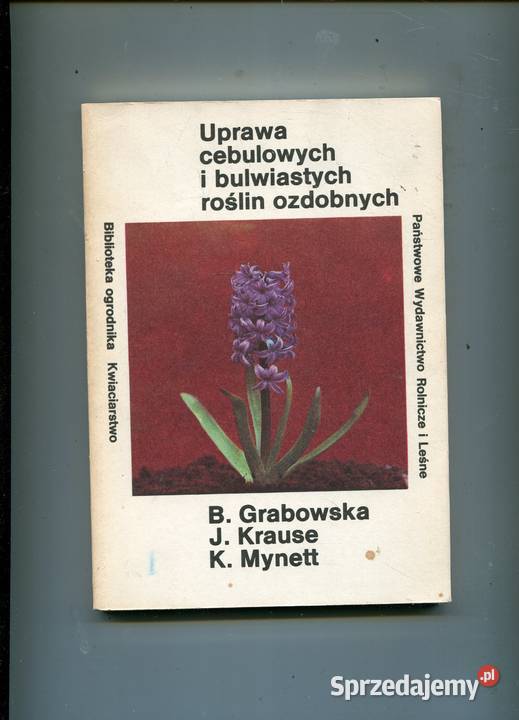 Uprawa
cebulowych
i bulwiastych
roślin ozdobnych
Biblioteka ogrodnika Kwiaciarstwo
Państwowe Wydawnictwo Rolnicze i Leśne
B. Grabowska
J. Krause
K. Mynett
Sprzedajemy.pl